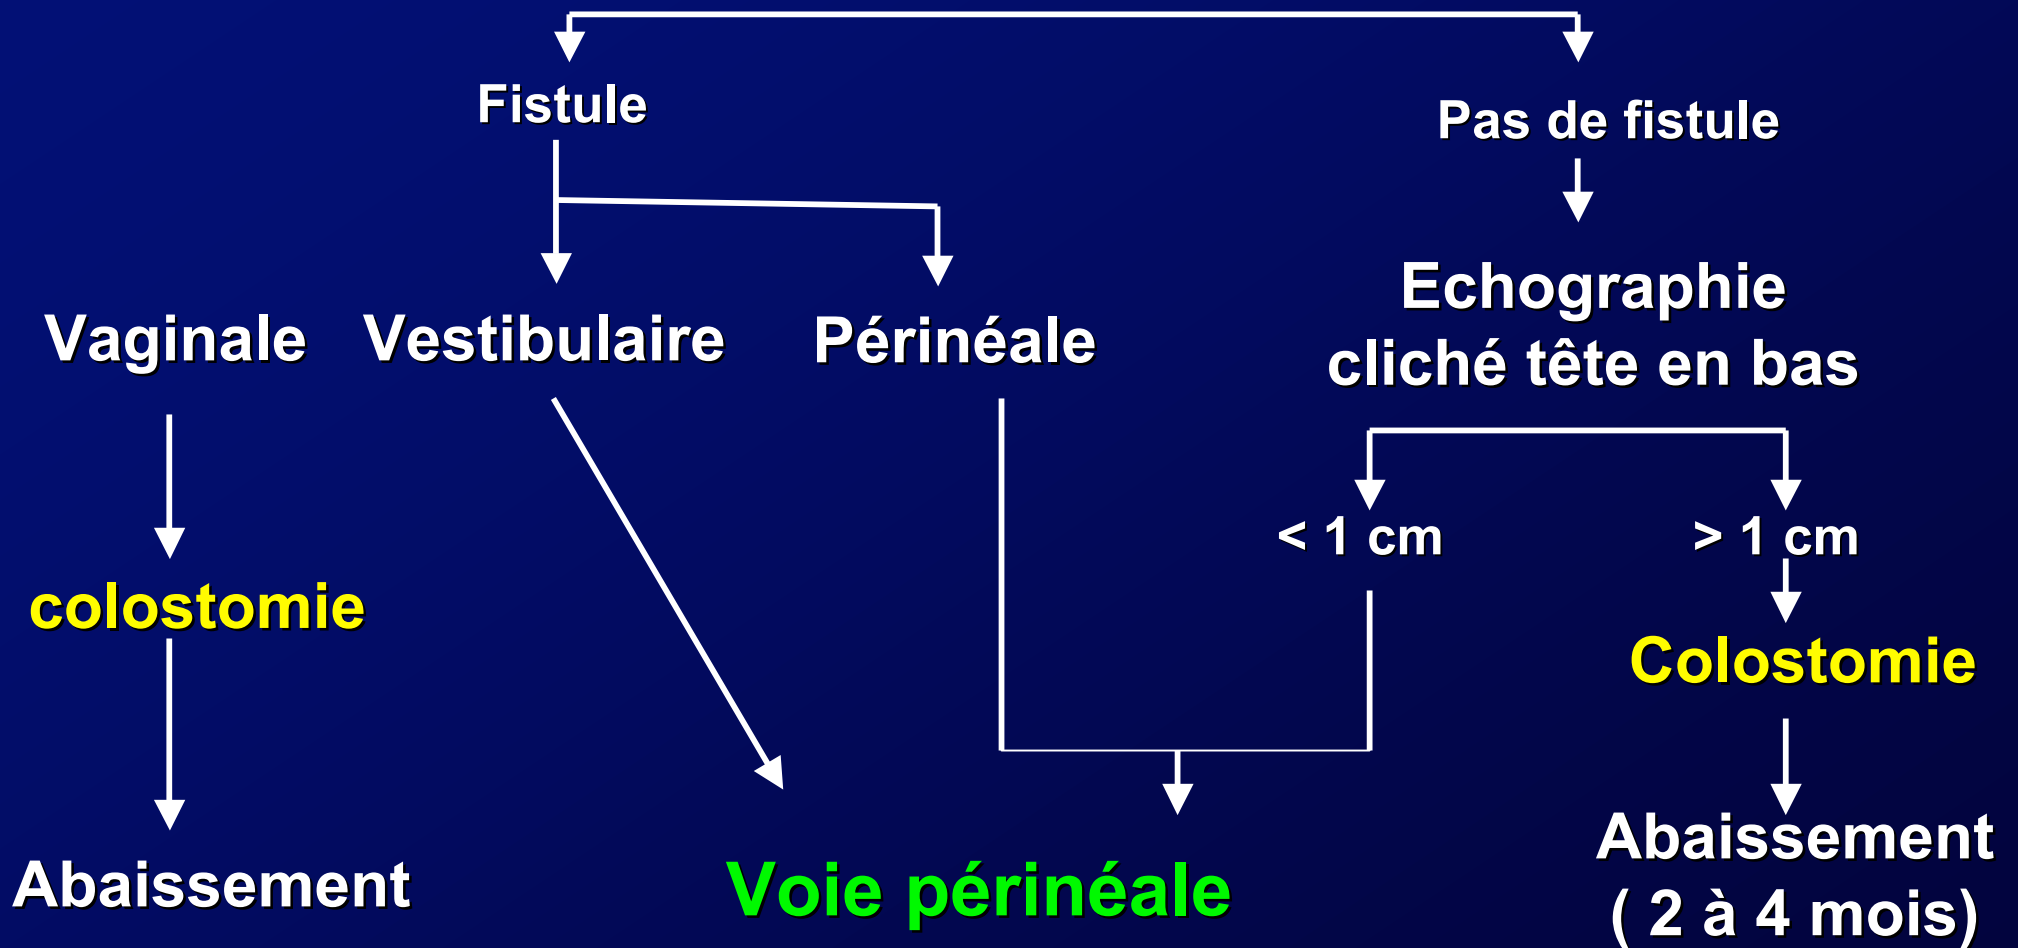 Fistule
Pas de fistule
Vaginale
Vestibulaire
Périnéale
Echographie
cliché tête en bas
< 1 cm
> 1 cm
colostomie
Colostomie
Abaissement
Voie périnéale
Abaissement
( 2 à 4 mois)